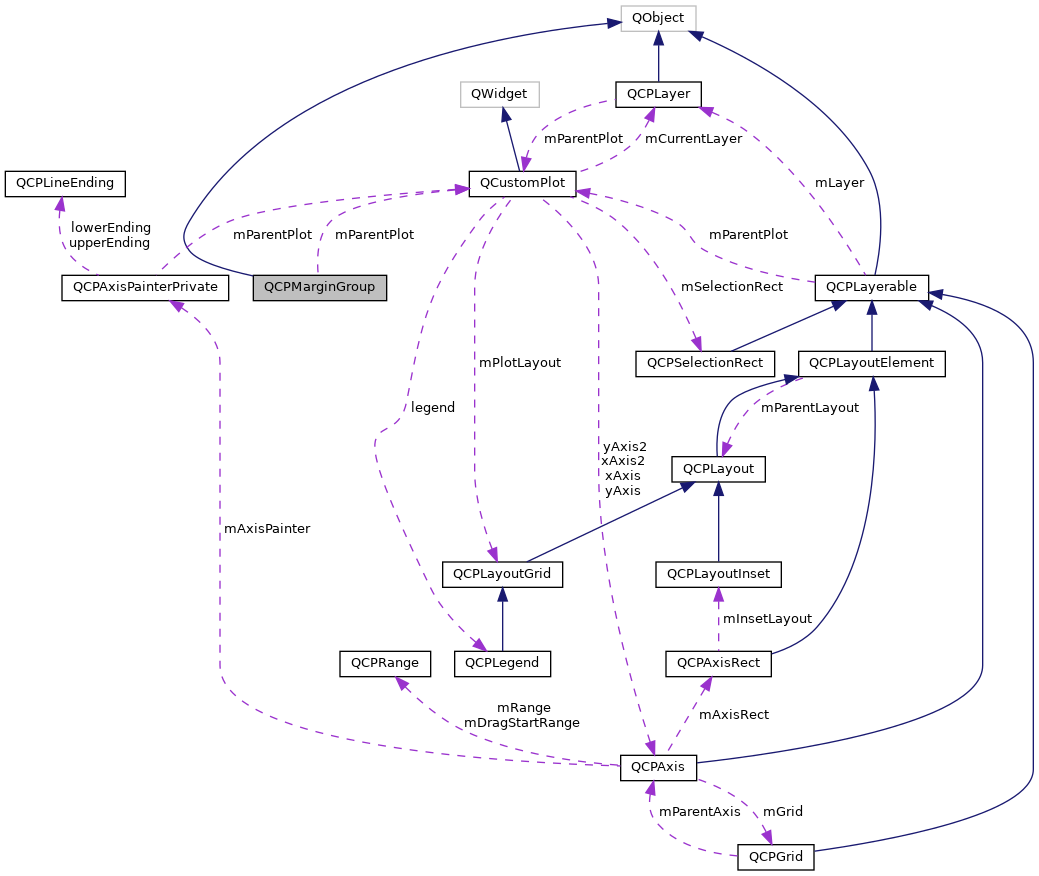 QObject
QWidget
QCPLayer
mParentPlot
mCurrentLayer
QCPLineEnding
QCustomPlot
mLayer
lowerEnding
upperEnding
mParentPlot
mParentPlot
mParentPlot
QCPAxisPainterPrivate
QCPMarginGroup
mSelectionRect
QCPLayerable
mPlotLayout
QCPSelectionRect
QCPLayoutElement
legend
mParentLayout
yAxis2
xAxis2
xAxis
yAxis
QCPLayout
mAxisPainter
QCPLayoutGrid
QCPLayoutInset
mInsetLayout
QCPRange
QCPLegend
QCPAxisRect
mRange
mDragStartRange
mAxisRect
QCPAxis
mParentAxis
mGrid
QCPGrid